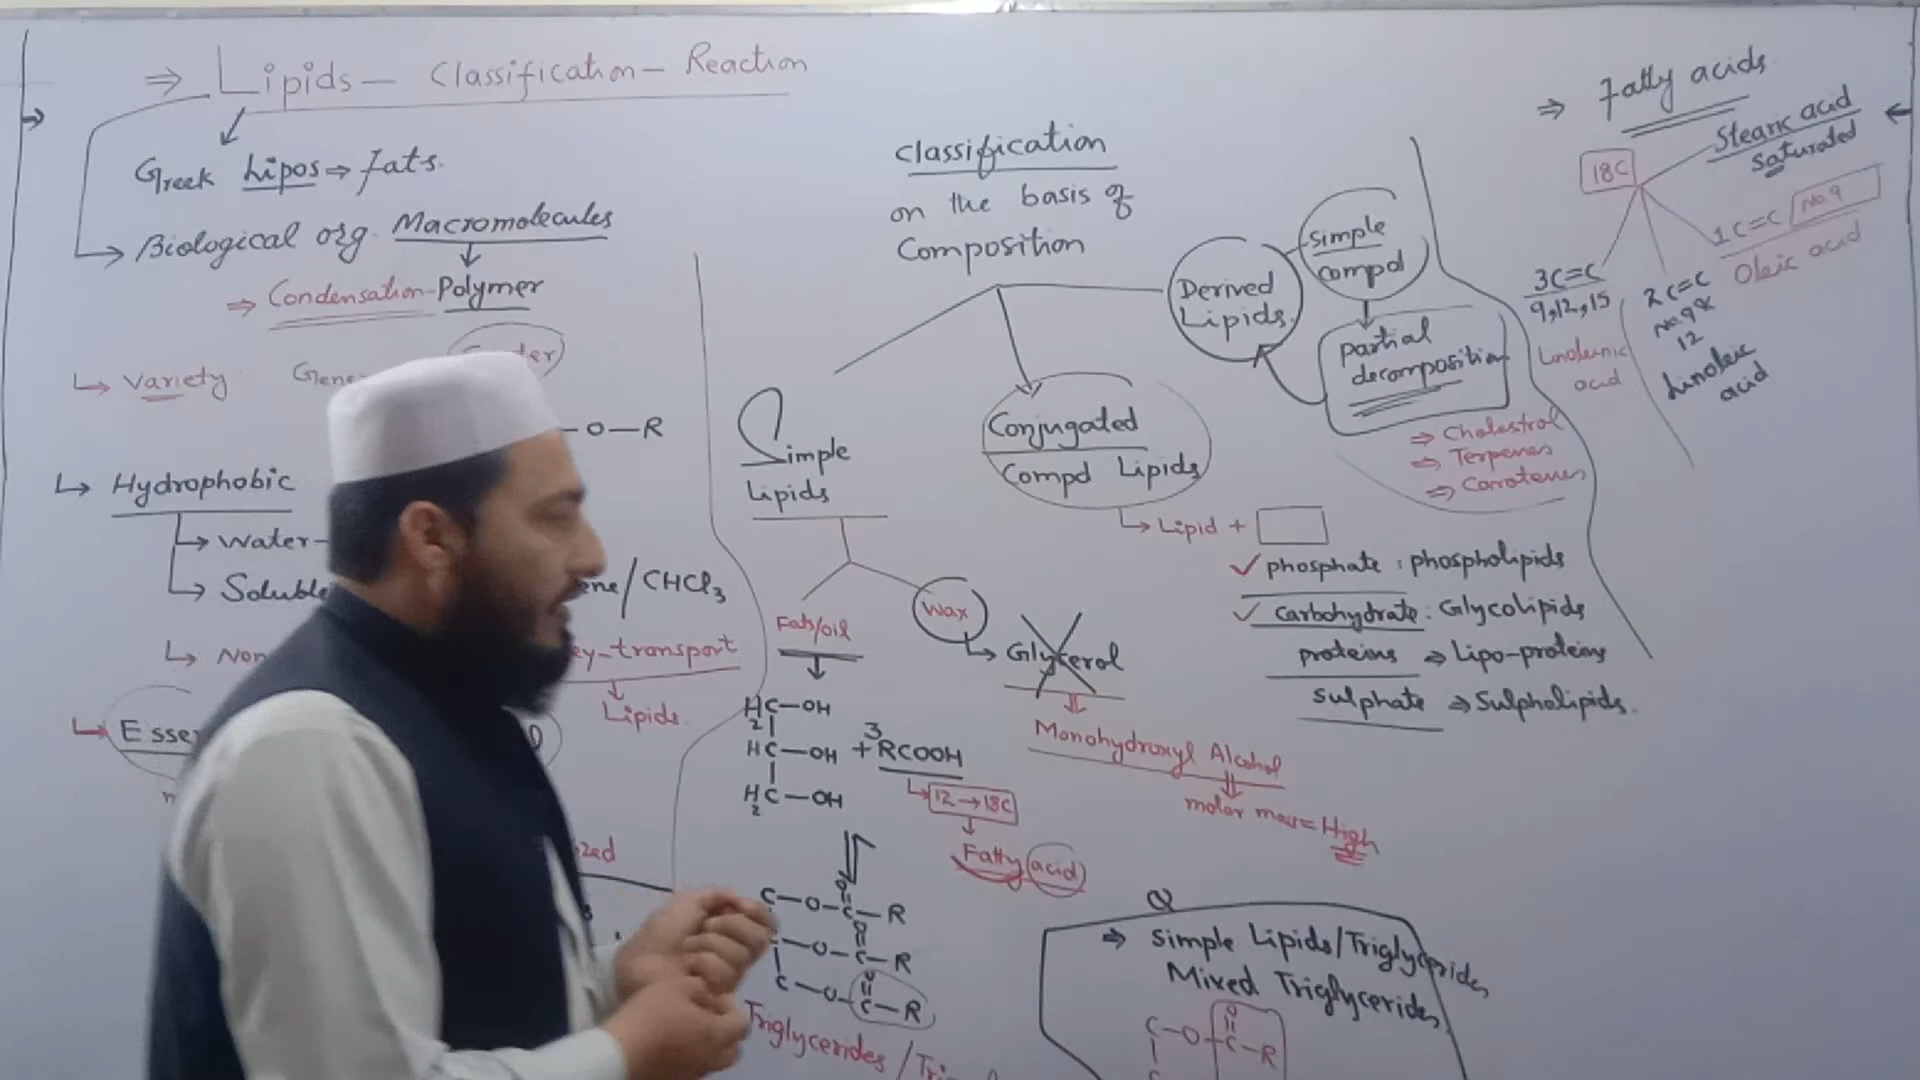 ⇒ Lipids - Classification - Reaction
Greek Lipos ⇒ fats.
→ Biological org. Macromolecules
⇒ Condensation-Polymer
↳ Variety
—O—R
↳ Hydrophobic
→ Water-
→ Soluble
/CHCl3
↳ Non
transport
↓
Lipids.
↳
Classification
on the basis of
Composition
Simple
Lipids
Fats/oil
Wax
↳ Glycerol
Monohydroxyl Alcohol
molar mass = High
H2C—OH
HC—OH + 3RCOOH
H2C—OH
↳ 12→18C
↓
Fatty acid
C—O—C—R
O
—O—C—R
O
C—O—C—R
O
Triglycerides /
Conjugated
Compd Lipids
↳ Lipid +
✓ phosphate : phospholipids
✓ Carbohydrate : Glycolipids
proteins ⇒ Lipo-proteins
Sulphate ⇒ Sulpholipids.
Derived
Lipids.
Simple
compd
partial
decomposition
⇒ Cholestrol
⇒ Terpenes
⇒ Carotenes
⇒ Fatty acids.
18C
Stearic acid
Saturated
1C=C No.9
Oleic acid
2C=C
No.9&
12
Linoleic
acid
3C=C
9,12,15
acid
Q
⇒ Simple Lipids/Triglycerides
Mixed Triglycerides
O
C—O—C—R